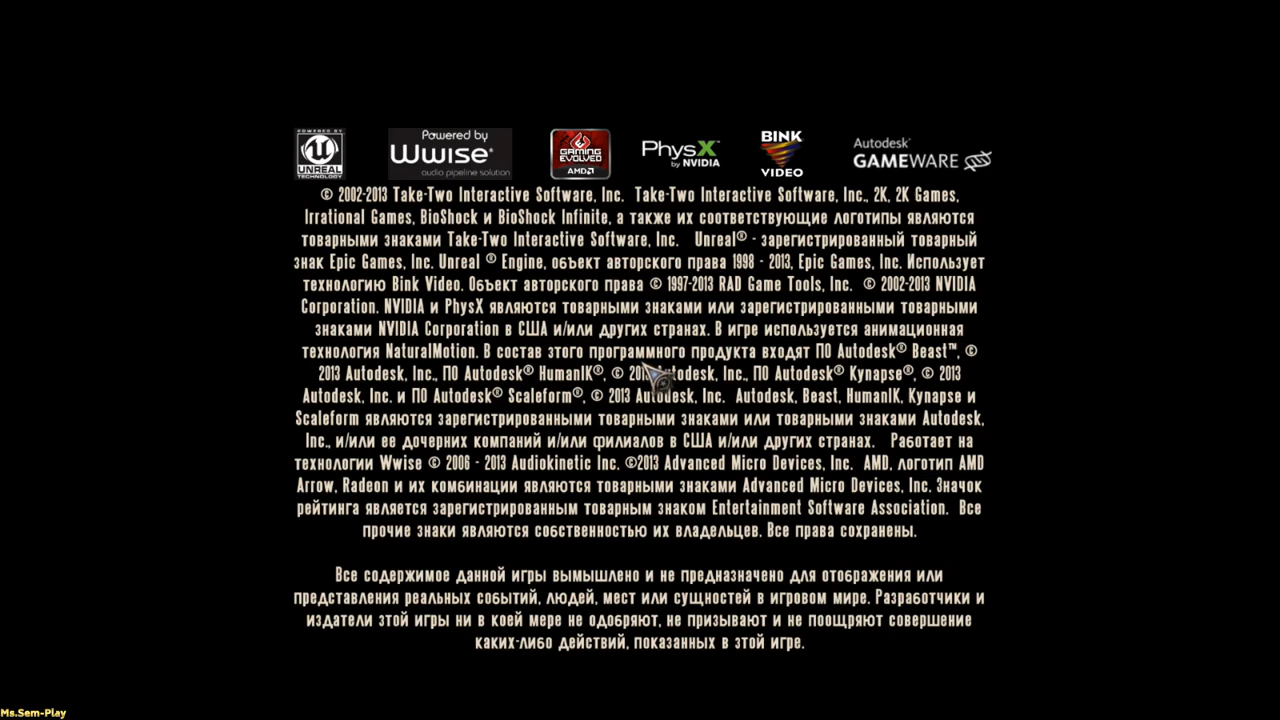 POWERED BY
UNREAL
TECHNOLOGY
Powered by
Wwise®
audio pipeline solution
GAMING
EVOLVED
AMD
PhysX
by NVIDIA
BINK
VIDEO
Autodesk®
GAMEWARE
© 2002-2013 Take-Two Interactive Software, Inc. Take-Two Interactive Software, Inc., 2K, 2K Games,
Irrational Games, BioShock и BioShock Infinite, а также их соответствующие логотипы являются
товарными знаками Take-Two Interactive Software, Inc. Unreal® - зарегистрированный товарный
знак Epic Games, Inc. Unreal ® Engine, объект авторского права 1998 - 2013, Epic Games, Inc. Использует
технологию Bink Video. Объект авторского права © 1997-2013 RAD Game Tools, Inc. © 2002-2013 NVIDIA
Corporation. NVIDIA и PhysX являются товарными знаками или зарегистрированными товарными
знаками NVIDIA Corporation в США и/или других странах. В игре используется анимационная
технология NaturalMotion. В состав этого программного продукта входят ПО Autodesk® Beast™, ©
2013 Autodesk, Inc., ПО Autodesk® HumanIK®, © 2013 Autodesk, Inc., ПО Autodesk® Kynapse®, © 2013
Autodesk, Inc. и ПО Autodesk® Scaleform®, © 2013 Autodesk, Inc. Autodesk, Beast, HumanIK, Kynapse и
Scaleform являются зарегистрированными товарными знаками или товарными знаками Autodesk,
Inc., и/или ее дочерних компаний и/или филиалов в США и/или других странах. Работает на
технологии Wwise © 2006 - 2013 Audiokinetic Inc. ©2013 Advanced Micro Devices, Inc. AMD, логотип AMD
Arrow, Radeon и их комбинации являются товарными знаками Advanced Micro Devices, Inc. Значок
рейтинга является зарегистрированным товарным знаком Entertainment Software Association. Все
прочие знаки являются собственностью их владельцев. Все права сохранены.
Все содержимое данной игры вымышлено и не предназначено для отображения или
представления реальных событий, людей, мест или сущностей в игровом мире. Разработчики и
издатели этой игры ни в коей мере не одобряют, не призывают и не поощряют совершение
каких-либо действий, показанных в этой игре.
Ms.Sem-Play